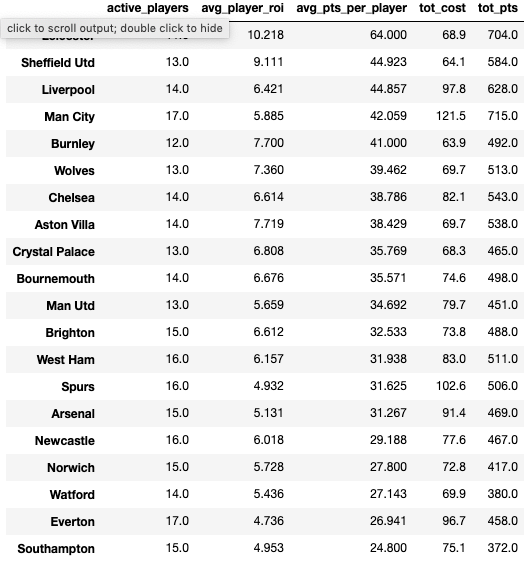 active_players avg_player_roi avg_pts_per_player tot_cost tot_pts
click to scroll output; double click to hide
10.218 64.000 68.9 704.0
Sheffield Utd 13.0 9.111 44.923 64.1 584.0
Liverpool 14.0 6.421 44.857 97.8 628.0
Man City 17.0 5.885 42.059 121.5 715.0
Burnley 12.0 7.700 41.000 63.9 492.0
Wolves 13.0 7.360 39.462 69.7 513.0
Chelsea 14.0 6.614 38.786 82.1 543.0
Aston Villa 14.0 7.719 38.429 69.7 538.0
Crystal Palace 13.0 6.808 35.769 68.3 465.0
Bournemouth 14.0 6.676 35.571 74.6 498.0
Man Utd 13.0 5.659 34.692 79.7 451.0
Brighton 15.0 6.612 32.533 73.8 488.0
West Ham 16.0 6.157 31.938 83.0 511.0
Spurs 16.0 4.932 31.625 102.6 506.0
Arsenal 15.0 5.131 31.267 91.4 469.0
Newcastle 16.0 6.018 29.188 77.6 467.0
Norwich 15.0 5.728 27.800 72.8 417.0
Watford 14.0 5.436 27.143 69.9 380.0
Everton 17.0 4.736 26.941 96.7 458.0
Southampton 15.0 4.953 24.800 75.1 372.0